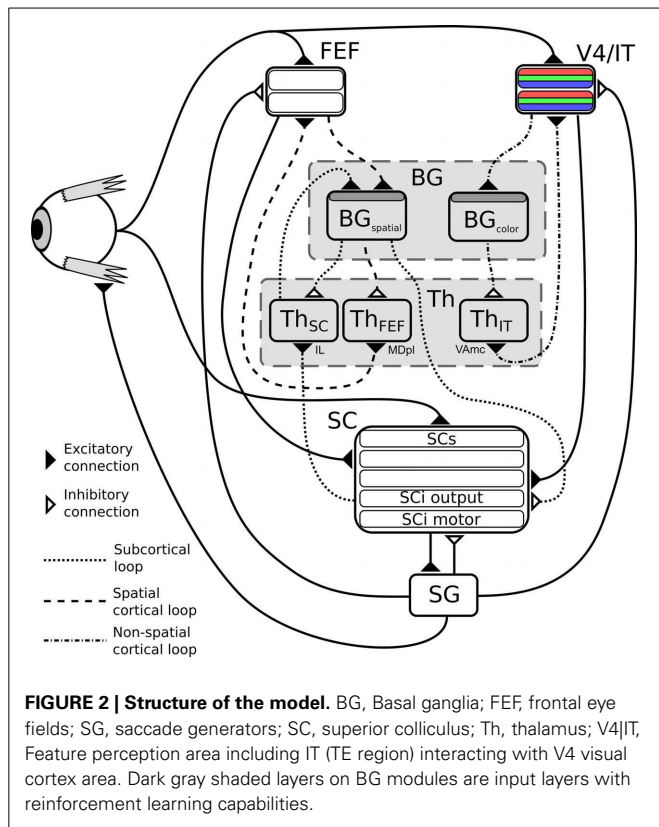 FEF
V4/IT
BG
BGspatial
BGcolor
Th
ThSC
ThFEF
ThIT
IL
MDpl
VAmc
SC
SCs
SCi output
SCi motor
SG
Excitatory
connection
Inhibitory
connection
Subcortical
loop
Spatial
cortical loop
Non-spatial
cortical loop
FIGURE 2 | Structure of the model. BG, Basal ganglia; FEF, frontal eye
fields; SG, saccade generators; SC, superior colliculus; Th, thalamus; V4|IT,
Feature perception area including IT (TE region) interacting with V4 visual
cortex area. Dark gray shaded layers on BG modules are input layers with
reinforcement learning capabilities.